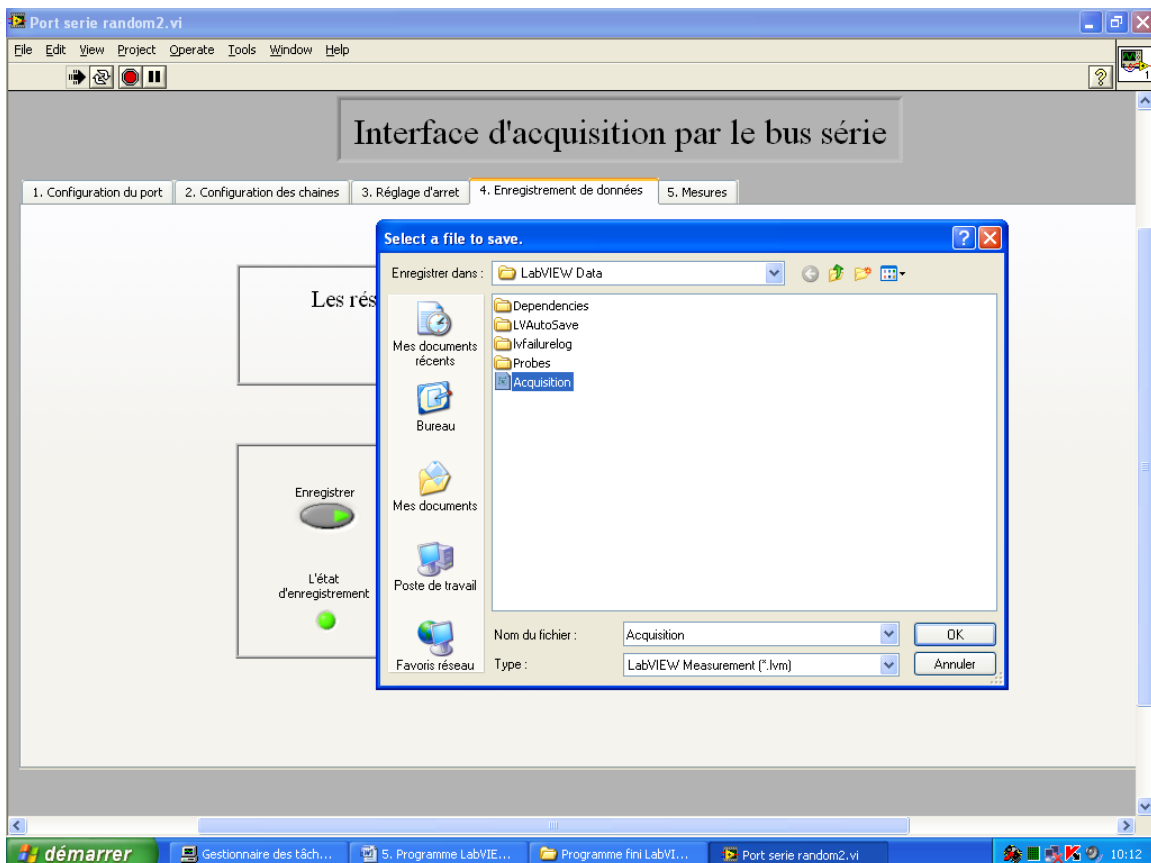 Port serie random2.vi
File Edit View Project Operate Tools Window Help
1
Interface d'acquisition par le bus série
1. Configuration du port 2. Configuration des chaines 3. Réglage d'arret 4. Enregistrement de données 5. Mesures
Select a file to save.
Enregistrer dans : LabVIEW Data
Les rés
Dependencies
LVAutoSave
lvfailurelog
Probes
Acquisition
Mes documents
récents
Bureau
Mes documents
Poste de travail
Favoris réseau
Enregistrer
L'état
d'enregistrement
Nom du fichier : Acquisition OK
Type : LabVIEW Measurement (*.lvm) Annuler
démarrer Gestionnaire des tâch... 5. Programme LabVIE... Programme fini LabVI... Port serie random2.vi 10:12